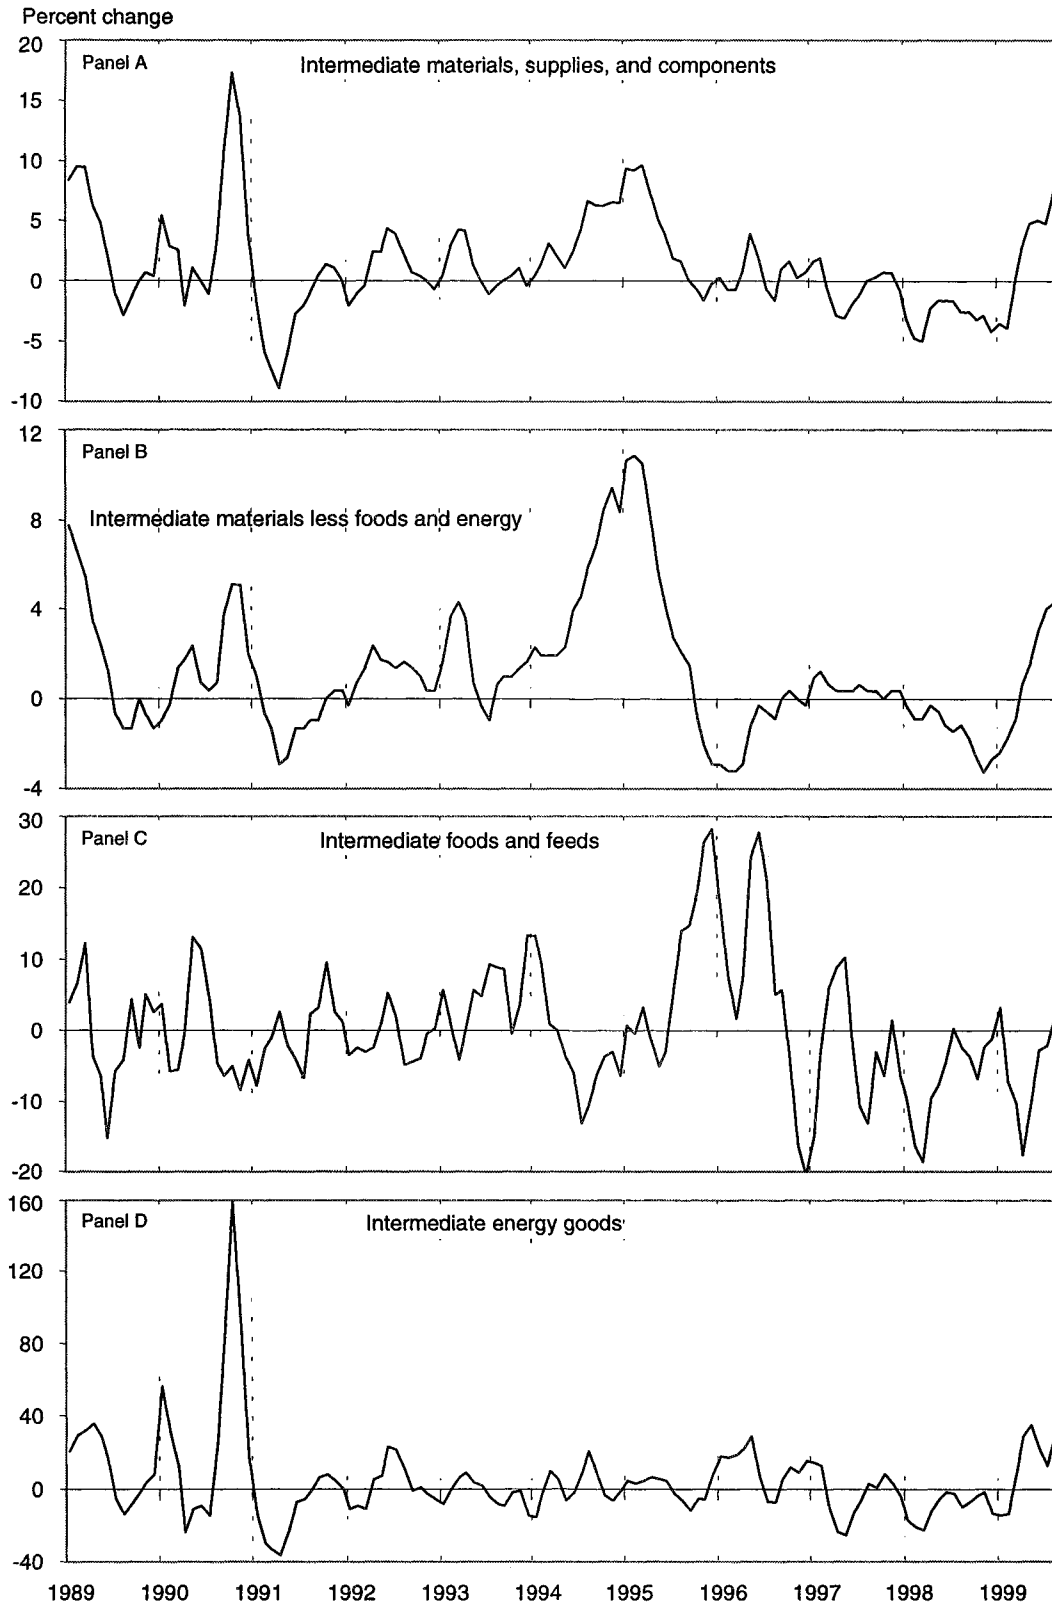 Percent change
20
Panel A
Intermediate materials, supplies, and components
15
10
5
0
-5
-10
12
Panel B
Intermediate materials less foods and energy
8
4
0
-4
30
Panel C
Intermediate foods and feeds
20
10
0
-10
-20
160
Panel D
Intermediate energy goods
120
80
40
0
-40
1989 1990 1991 1992 1993 1994 1995 1996 1997 1998 1999